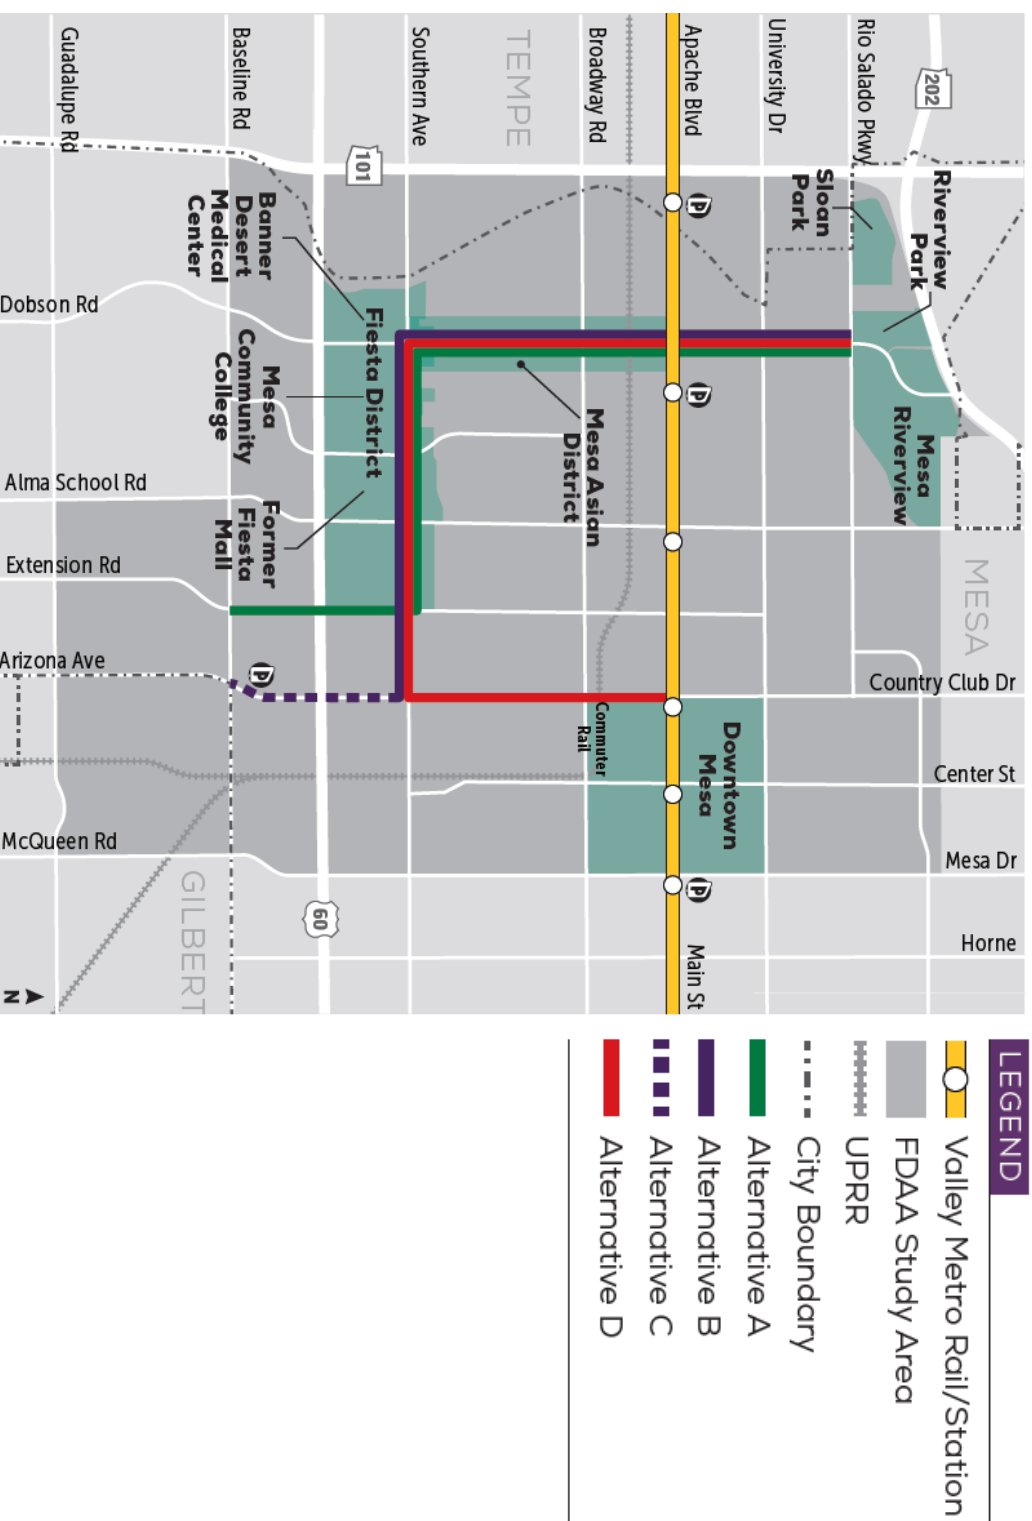 Guadalupe Rd
Baseline Rd
Southern Ave
TEMPE
Broadway Rd
Apache Blvd
University Dr
Rio Salado Pkwy
202
101
Sloan
Park
Riverview
Park
Banner
Desert
Medical
Center
Dobson Rd
Fiesta District
Mesa
Community
College
Mesa Asian
District
Mesa
Riverview
Alma School Rd
Former
Fiesta
Mall
Extension Rd
MESA
Arizona Ave
Country Club Dr
Commuter
Rail
Downtown
Mesa
Center St
McQueen Rd
Mesa Dr
GILBERT
60
Horne
Main St
P
P
P
P
N
LEGEND
Valley Metro Rail/Station
FDAA Study Area
UPRR
City Boundary
Alternative A
Alternative B
Alternative C
Alternative D